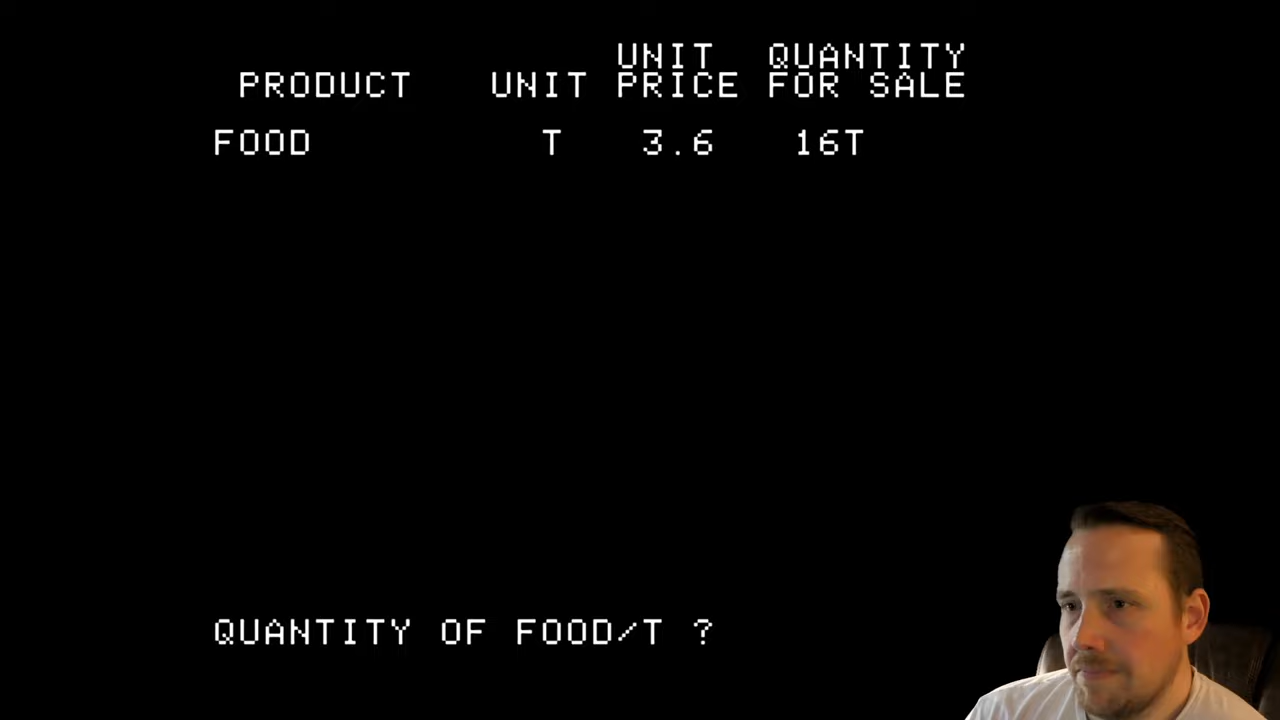 UNIT QUANTITY
PRODUCT UNIT PRICE FOR SALE
FOOD T 3.6 16T
QUANTITY OF FOOD/T ?